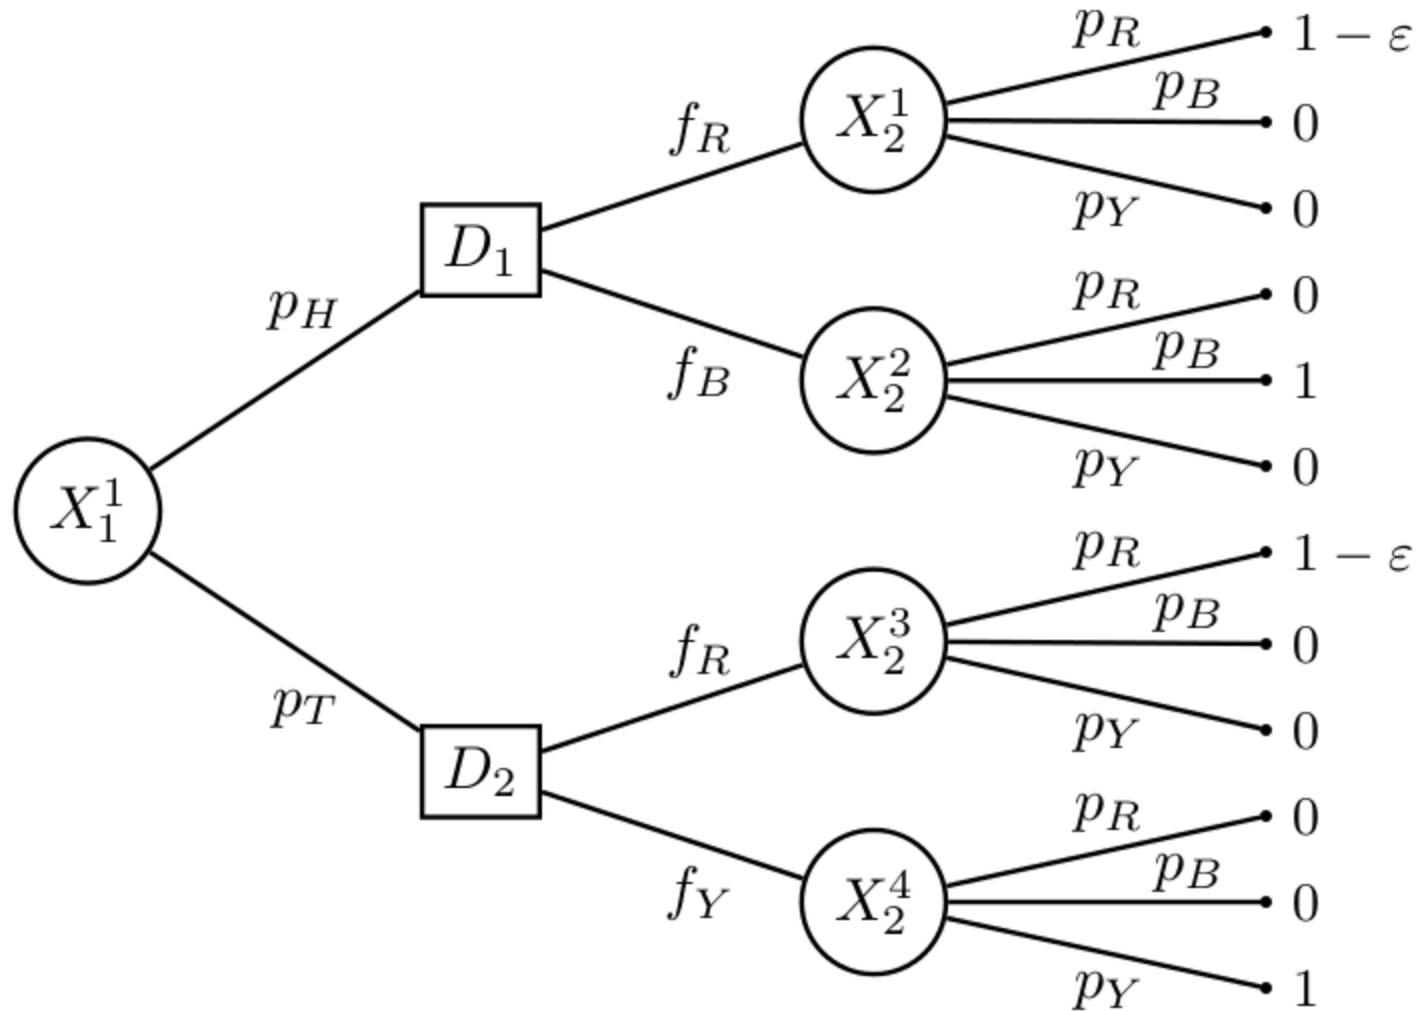 p_R 1 − ε
p_B
X_2^1 0
f_R
p_Y 0
D_1
p_R 0
p_H
p_B
f_B X_2^2 1
p_Y 0
X_1^1
p_R 1 − ε
p_B
f_R X_2^3 0
p_T
p_Y 0
D_2
p_R 0
p_B
f_Y X_2^4 0
p_Y 1